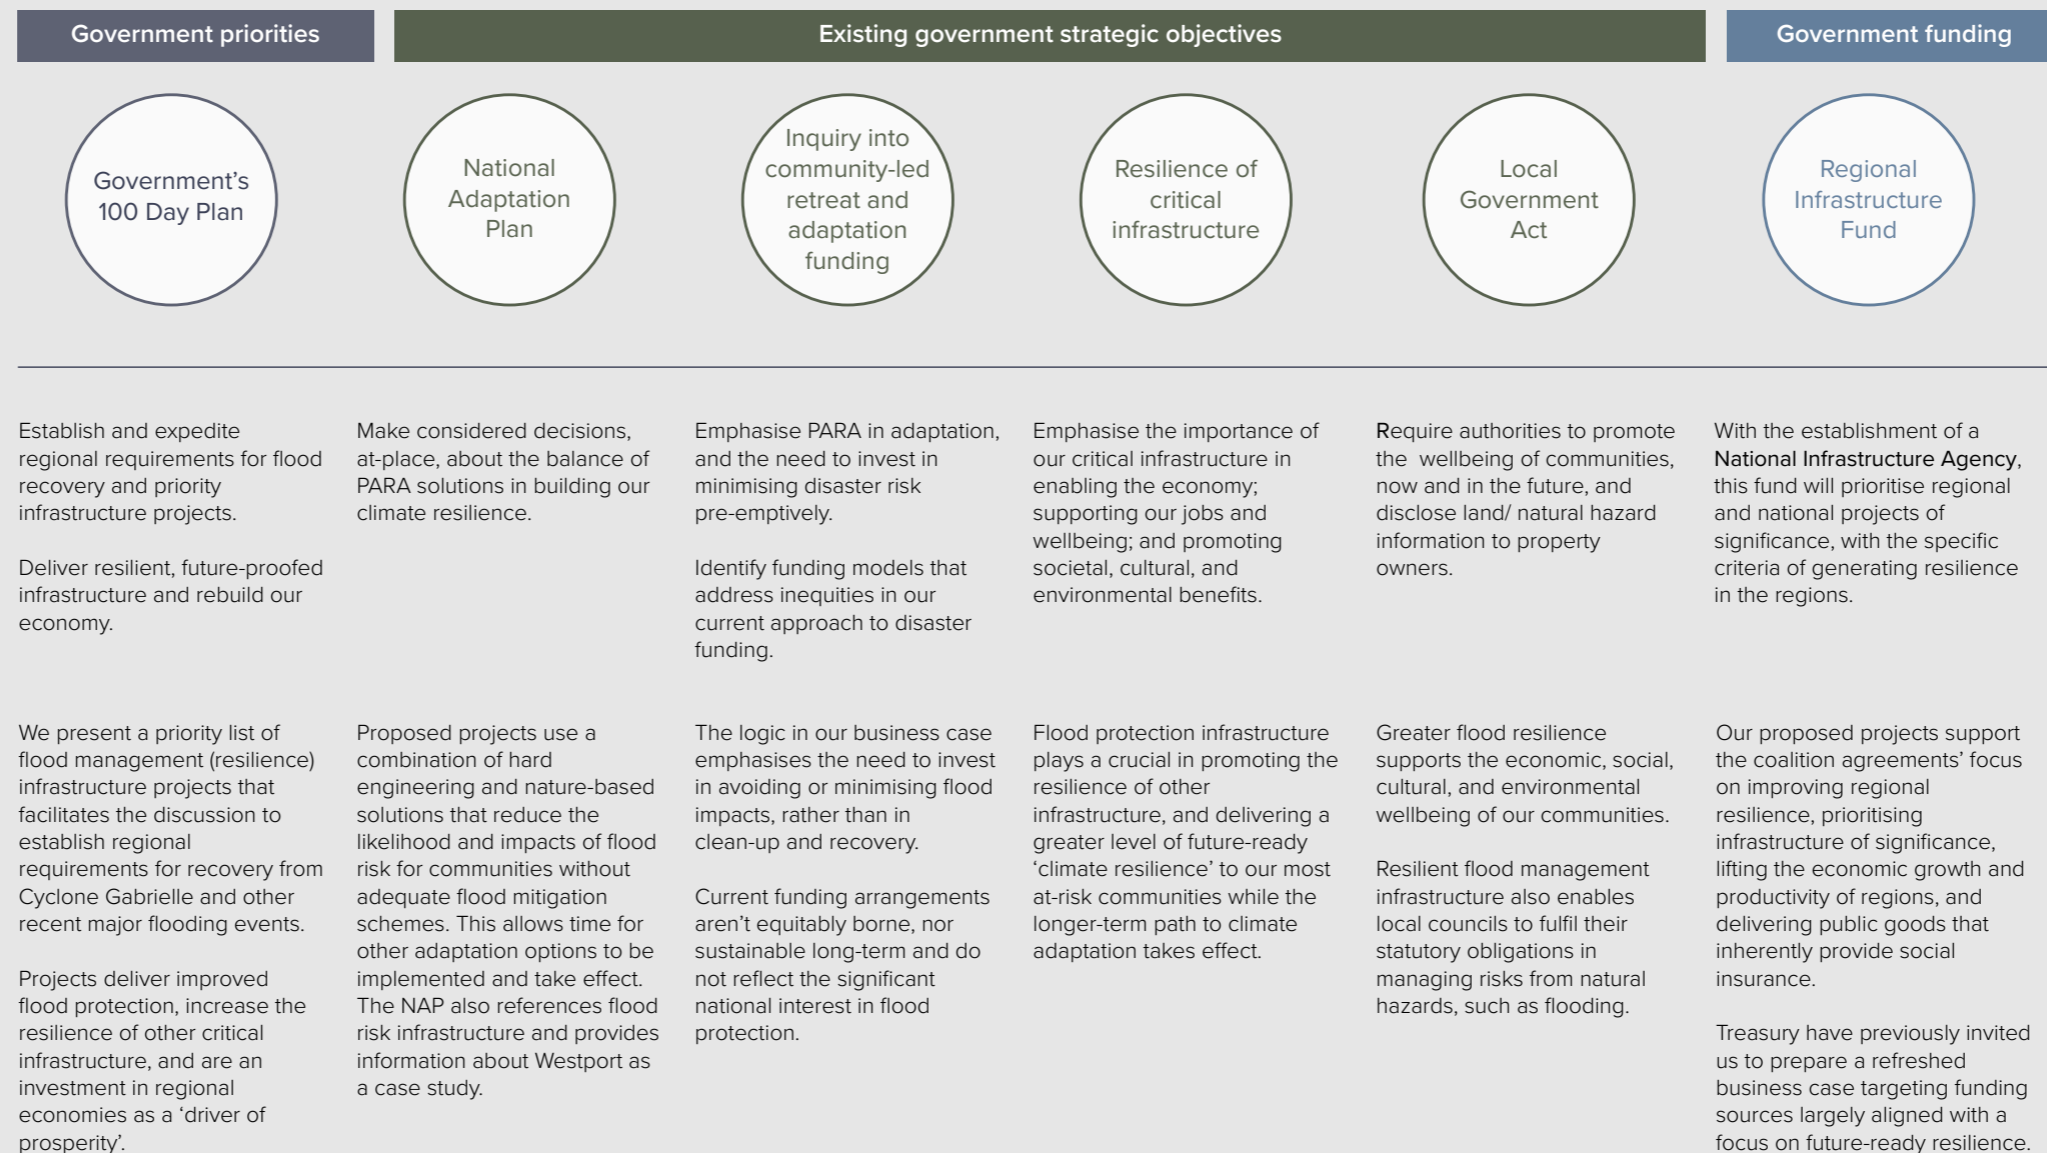 Government priorities
Existing government strategic objectives
Government funding
Government's
100 Day Plan
National
Adaptation
Plan
Inquiry into
community-led
retreat and
adaptation
funding
Resilience of
critical
infrastructure
Local
Government
Act
Regional
Infrastructure
Fund
Establish and expedite
regional requirements for flood
recovery and priority
infrastructure projects.
Deliver resilient, future-proofed
infrastructure and rebuild our
economy.
Make considered decisions,
at-place, about the balance of
PARA solutions in building our
climate resilience.
Emphasise PARA in adaptation,
and the need to invest in
minimising disaster risk
pre-emptively.
Identify funding models that
address inequities in our
current approach to disaster
funding.
Emphasise the importance of
our critical infrastructure in
enabling the economy;
supporting our jobs and
wellbeing; and promoting
societal, cultural, and
environmental benefits.
Require authorities to promote
the  wellbeing of communities,
now and in the future, and
disclose land/ natural hazard
information to property
owners.
With the establishment of a
National Infrastructure Agency,
this fund will prioritise regional
and national projects of
significance, with the specific
criteria of generating resilience
in the regions.
We present a priority list of
flood management (resilience)
infrastructure projects that
facilitates the discussion to
establish regional
requirements for recovery from
Cyclone Gabrielle and other
recent major flooding events.
Projects deliver improved
flood protection, increase the
resilience of other critical
infrastructure, and are an
investment in regional
economies as a ‘driver of
prosperity’.
Proposed projects use a
combination of hard
engineering and nature-based
solutions that reduce the
likelihood and impacts of flood
risk for communities without
adequate flood mitigation
schemes. This allows time for
other adaptation options to be
implemented and take effect.
The NAP also references flood
risk infrastructure and provides
information about Westport as
a case study.
The logic in our business case
emphasises the need to invest
in avoiding or minimising flood
impacts, rather than in
clean-up and recovery.
Current funding arrangements
aren’t equitably borne, nor
sustainable long-term and do
not reflect the significant
national interest in flood
protection.
Flood protection infrastructure
plays a crucial in promoting the
resilience of other
infrastructure, and delivering a
greater level of future-ready
‘climate resilience’ to our most
at-risk communities while the
longer-term path to climate
adaptation takes effect.
Greater flood resilience
supports the economic, social,
cultural, and environmental
wellbeing of our communities.
Resilient flood management
infrastructure also enables
local councils to fulfil their
statutory obligations in
managing risks from natural
hazards, such as flooding.
Our proposed projects support
the coalition agreements’ focus
on improving regional
resilience, prioritising
infrastructure of significance,
lifting the economic growth and
productivity of regions, and
delivering public goods that
inherently provide social
insurance.
Treasury have previously invited
us to prepare a refreshed
business case targeting funding
sources largely aligned with a
focus on future-ready resilience.